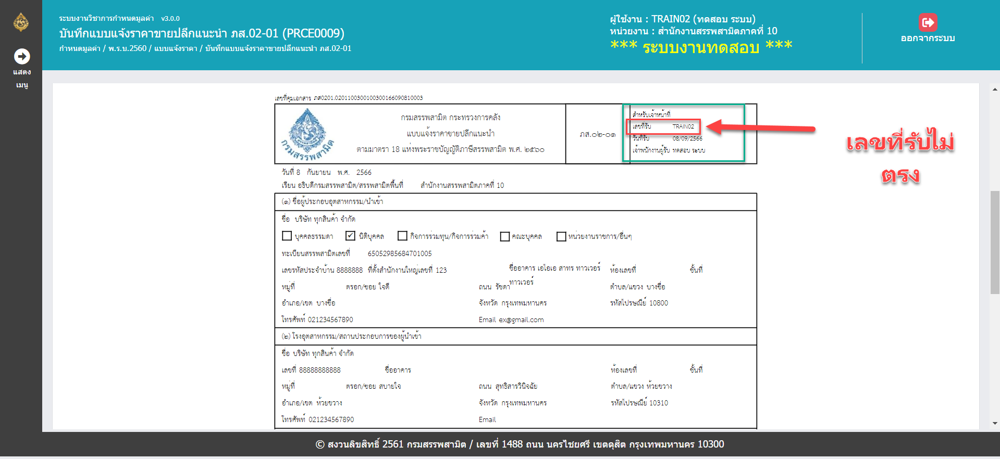 ระบบงานวิชาการกำหนดมูลค่า v3.0.0
บันทึกแบบแจ้งราคาขายปลีกแนะนำ ภส.02-01 (PRCE0009)
กำหนดมูลค่า / พ.ร.บ.2560 / แบบแจ้งราคา / บันทึกแบบแจ้งราคาขายปลีกแนะนำ ภส.02-01
ผู้ใช้งาน : TRAIN02 (ทดสอบ ระบบ)
หน่วยงาน : สำนักงานสรรพสามิตภาคที่ 10
*** ระบบงานทดสอบ ***
ออกจากระบบ
แสดง
เมนู
เลขที่คุมเอกสาร ภส0201.0201100300100300166090810003
กรมสรรพสามิต
กรมสรรพสามิต กระทรวงการคลัง
แบบแจ้งราคาขายปลีกแนะนำ
ตามมาตรา 18 แห่งพระราชบัญญัติภาษีสรรพสามิต พ.ศ. ๒๕๖๐
ภส.๐๒-๐๑
สำหรับเจ้าหน้าที่
เลขที่รับ TRAIN02
วันที่รับ 08/09/2566
เจ้าพนักงานผู้รับ ทดสอบ ระบบ
เลขที่รับไม่
ตรง
วันที่ 8 กันยายน พ.ศ. 2566
เรียน อธิบดีกรมสรรพสามิต/สรรพสามิตพื้นที่ สำนักงานสรรพสามิตภาคที่ 10
(๑) ชื่อผู้ประกอบอุตสาหกรรม/นำเข้า
ชื่อ บริษัท ทุกสินค้า จำกัด
บุคคลธรรมดา ✓ นิติบุคคล กิจการร่วมทุน/กิจการร่วมค้า คณะบุคคล หน่วยงานราชการ/อื่นๆ
ทะเบียนสรรพสามิตเลขที่ 65052985684701005
เลขรหัสประจำบ้าน 8888888 ที่ตั้งสำนักงานใหญ่เลขที่ 123 ชื่ออาคาร เอไอเอ สาทร ทาวเวอร์ ห้องเลขที่ ชั้นที่
ทาวเวอร์
หมู่ที่ ตรอก/ซอย ใจดี ถนน รัชดา ตำบล/แขวง บางซื่อ
อำเภอ/เขต บางซื่อ จังหวัด กรุงเทพมหานคร รหัสไปรษณีย์ 10800
โทรศัพท์ 021234567890 Email ex@gmail.com
(๒) โรงอุตสาหกรรม/สถานประกอบการของผู้นำเข้า
ชื่อ บริษัท ทุกสินค้า จำกัด
เลขที่ 88888888888 ชื่ออาคาร ห้องเลขที่ ชั้นที่
หมู่ที่ ตรอก/ซอย สบายใจ ถนน สุทธิสารวินิจฉัย ตำบล/แขวง ห้วยขวาง
อำเภอ/เขต ห้วยขวาง จังหวัด กรุงเทพมหานคร รหัสไปรษณีย์ 10310
โทรศัพท์ 021234567890 Email
© สงวนลิขสิทธิ์ 2561 กรมสรรพสามิต / เลขที่ 1488 ถนน นครไชยศรี เขตดุสิต กรุงเทพมหานคร 10300